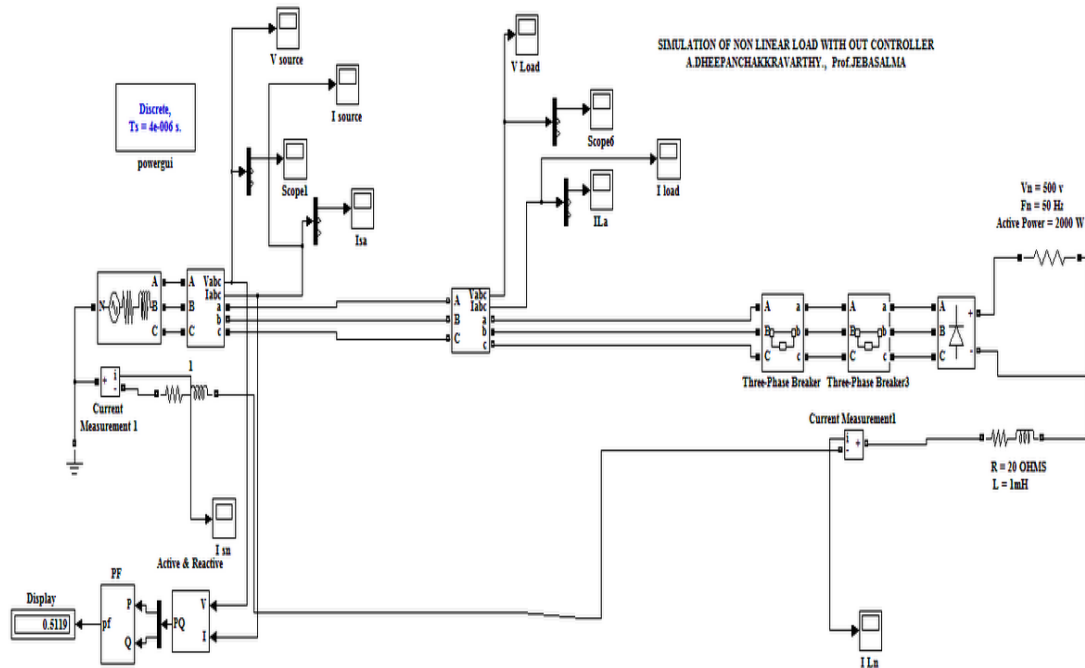 V source
V Load
SIMULATION OF NON LINEAR LOAD WITH OUT CONTROLLER
A.DHEEPANCHAKKRAVARTHY., Prof.JEBASALMA
Discrete,
Ts = 4e-006 s.
powergui
I source
Scope6
Scope1
I load
ILa
Isa
Vn = 500 v
Fn = 50 Hz
Active Power = 2000 W
N
A
B
C
A
B
C
Vabc
Iabc
a
b
c
A
B
C
Vabc
Iabc
a
b
c
A
B
C
a
b
c
A
B
C
a
b
c
A
B
C
+
-
Three-Phase Breaker
Three-Phase Breaker3
1
+
i
-
Current
Measurement 1
Current Measurement1
i
-
+
R = 20 OHMS
L = 1mH
I sn
Active & Reactive
PF
Display
0.5119
pf
P
Q
PQ
V
I
I Ln